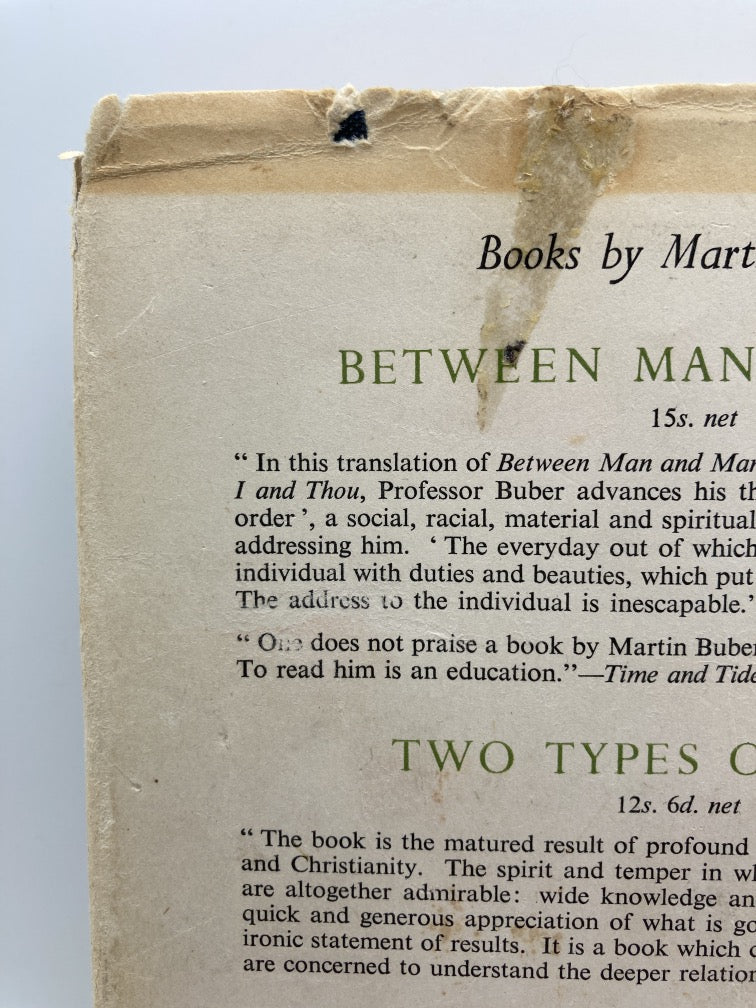 Books by Mart
BETWEEN MAN
15s. net
“ In this translation of Between Man and Man
I and Thou, Professor Buber advances his th
order ’, a social, racial, material and spiritual
addressing him. ‘ The everyday out of which
individual with duties and beauties, which put
The address to the individual is inescapable.’
“ One does not praise a book by Martin Buber
To read him is an education.”—Time and Tide
TWO TYPES O
12s. 6d. net
“ The book is the matured result of profound
and Christianity. The spirit and temper in wh
are altogether admirable: wide knowledge an
quick and generous appreciation of what is go
ironic statement of results. It is a book which c
are concerned to understand the deeper relation